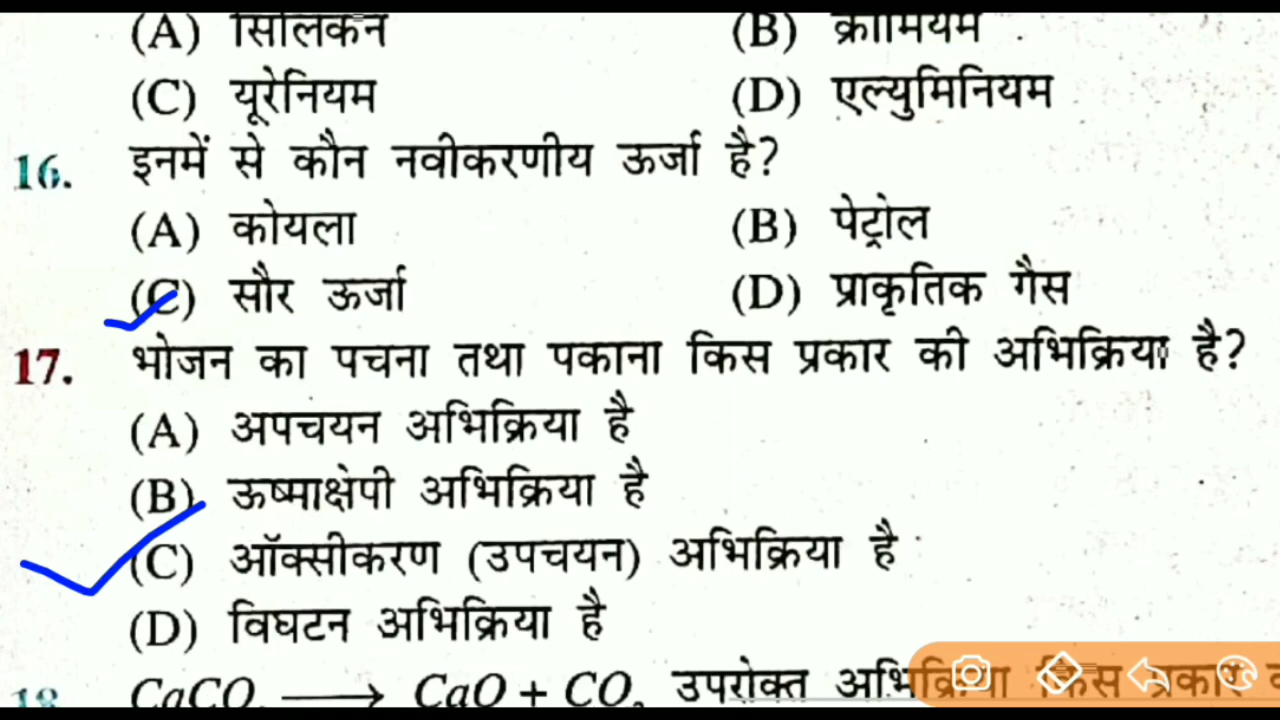 (A) सिलिकन (B) क्रोमियम
(C) यूरेनियम (D) एल्युमिनियम
16. इनमें से कौन नवीकरणीय ऊर्जा है?
(A) कोयला (B) पेट्रोल
(C) सौर ऊर्जा (D) प्राकृतिक गैस
17. भोजन का पचना तथा पकाना किस प्रकार की अभिक्रिया है?
(A) अपचयन अभिक्रिया है
(B) ऊष्माक्षेपी अभिक्रिया है
(C) ऑक्सीकरण (उपचयन) अभिक्रिया है
(D) विघटन अभिक्रिया है
18. CaCO → CaO + CO उपरोक्त अभिक्रिया किस प्रकार